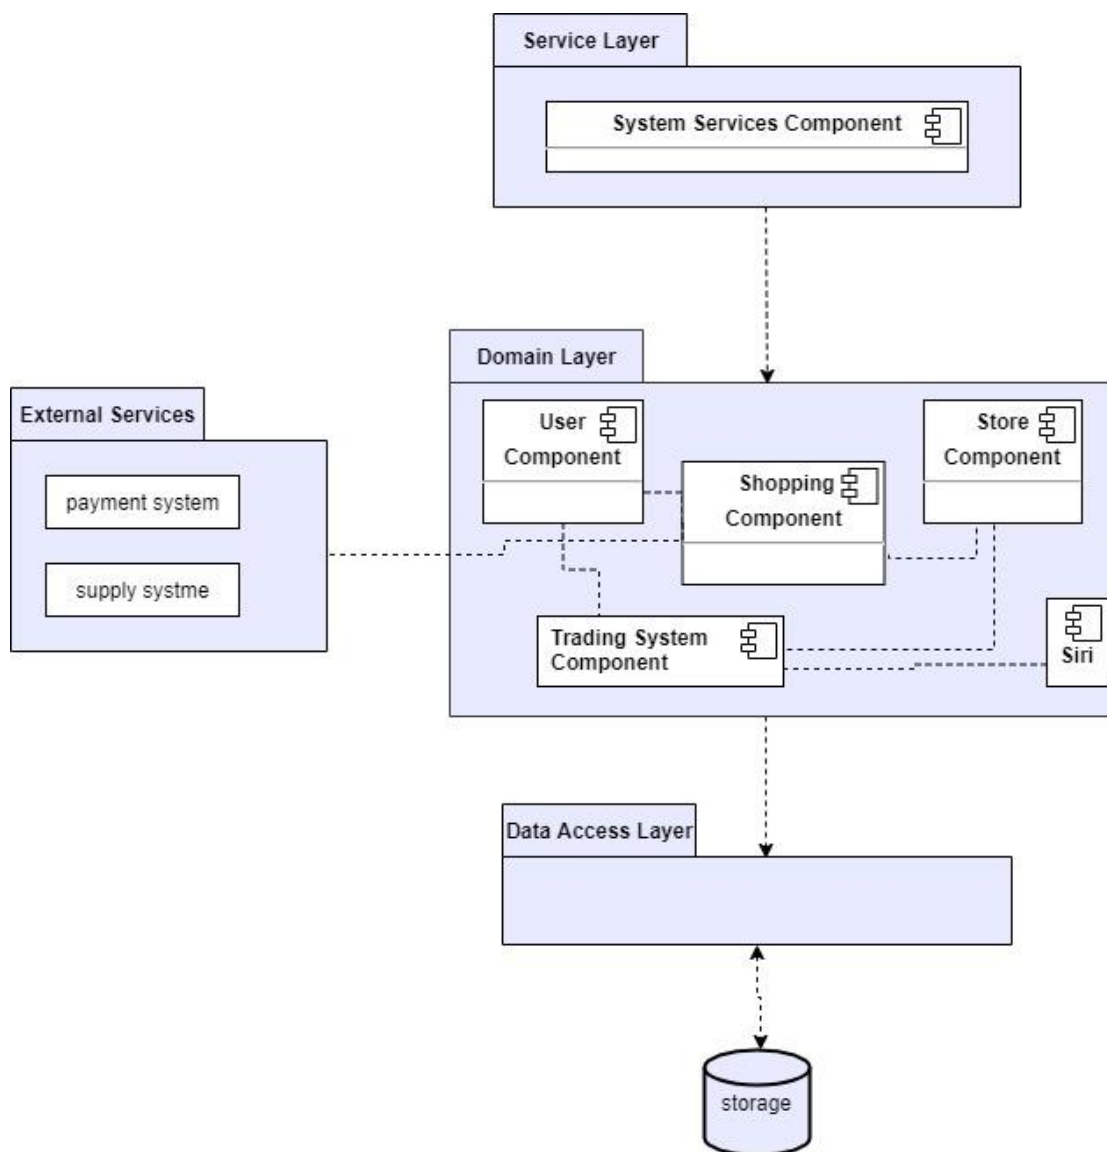 Service Layer
System Services Component
Domain Layer
External Services
User
Component
Store
Component
payment system
Shopping
Component
supply systme
Trading System
Component
Siri
Data Access Layer
storage